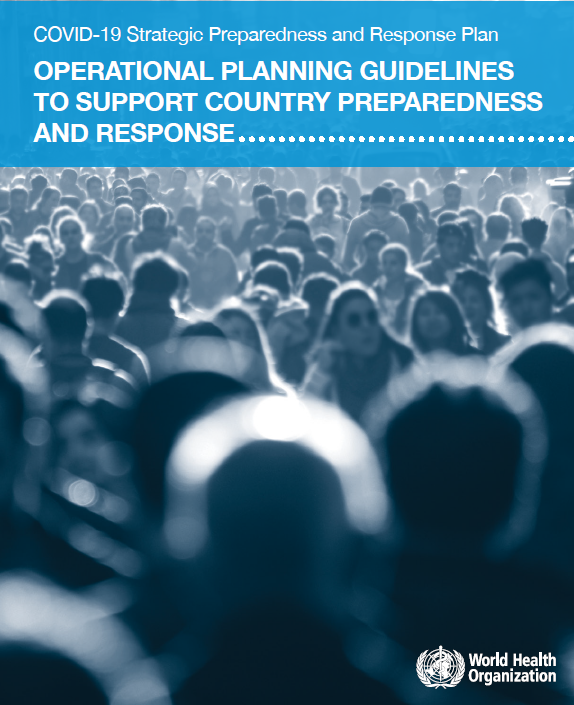 COVID-19 Strategic Preparedness and Response Plan
OPERATIONAL PLANNING GUIDELINES
TO SUPPORT COUNTRY PREPAREDNESS
AND RESPONSE
World Health
Organization